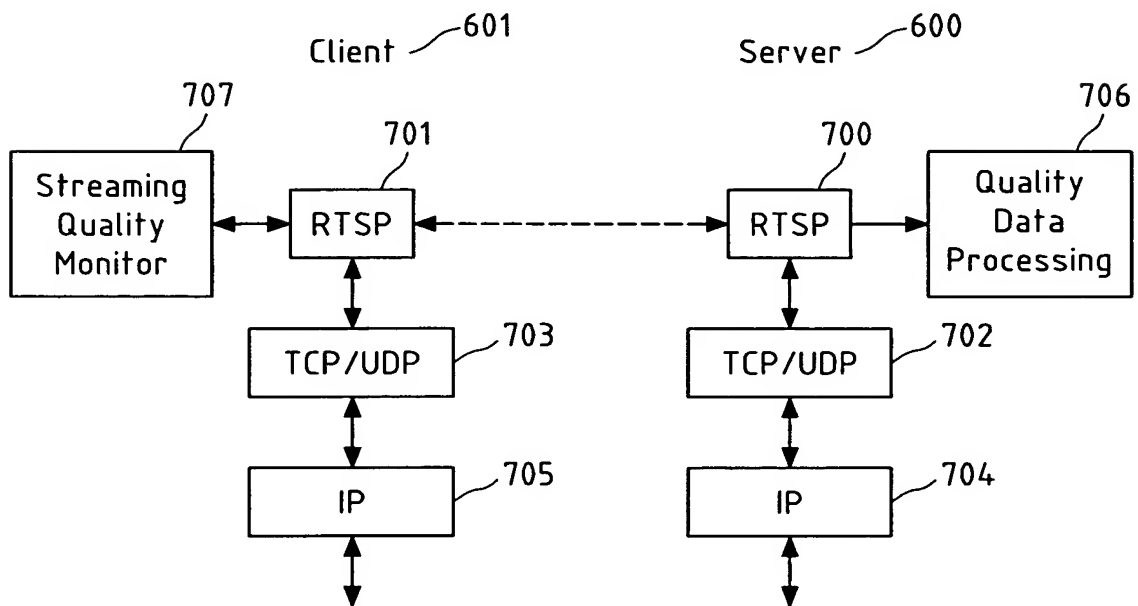 Client 601
Server 600
707
701
700
706
Streaming
Quality
Monitor
RTSP
RTSP
Quality
Data
Processing
TCP/UDP 703
TCP/UDP 702
IP 705
IP 704